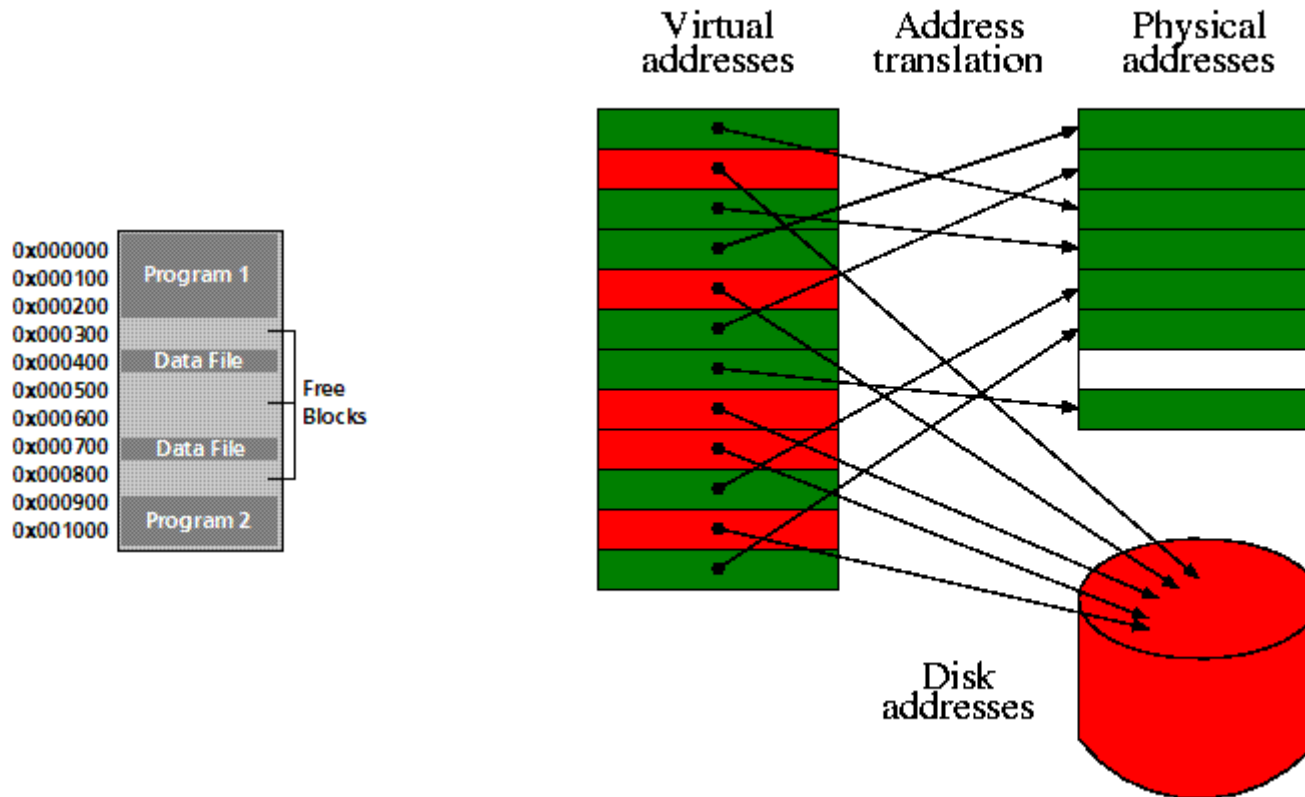 Virtual
addresses
Address
translation
Physical
addresses
0x000000
0x000100
0x000200
0x000300
0x000400
0x000500
0x000600
0x000700
0x000800
0x000900
0x001000
Program 1
Data File
Data File
Program 2
Free
Blocks
Disk
addresses